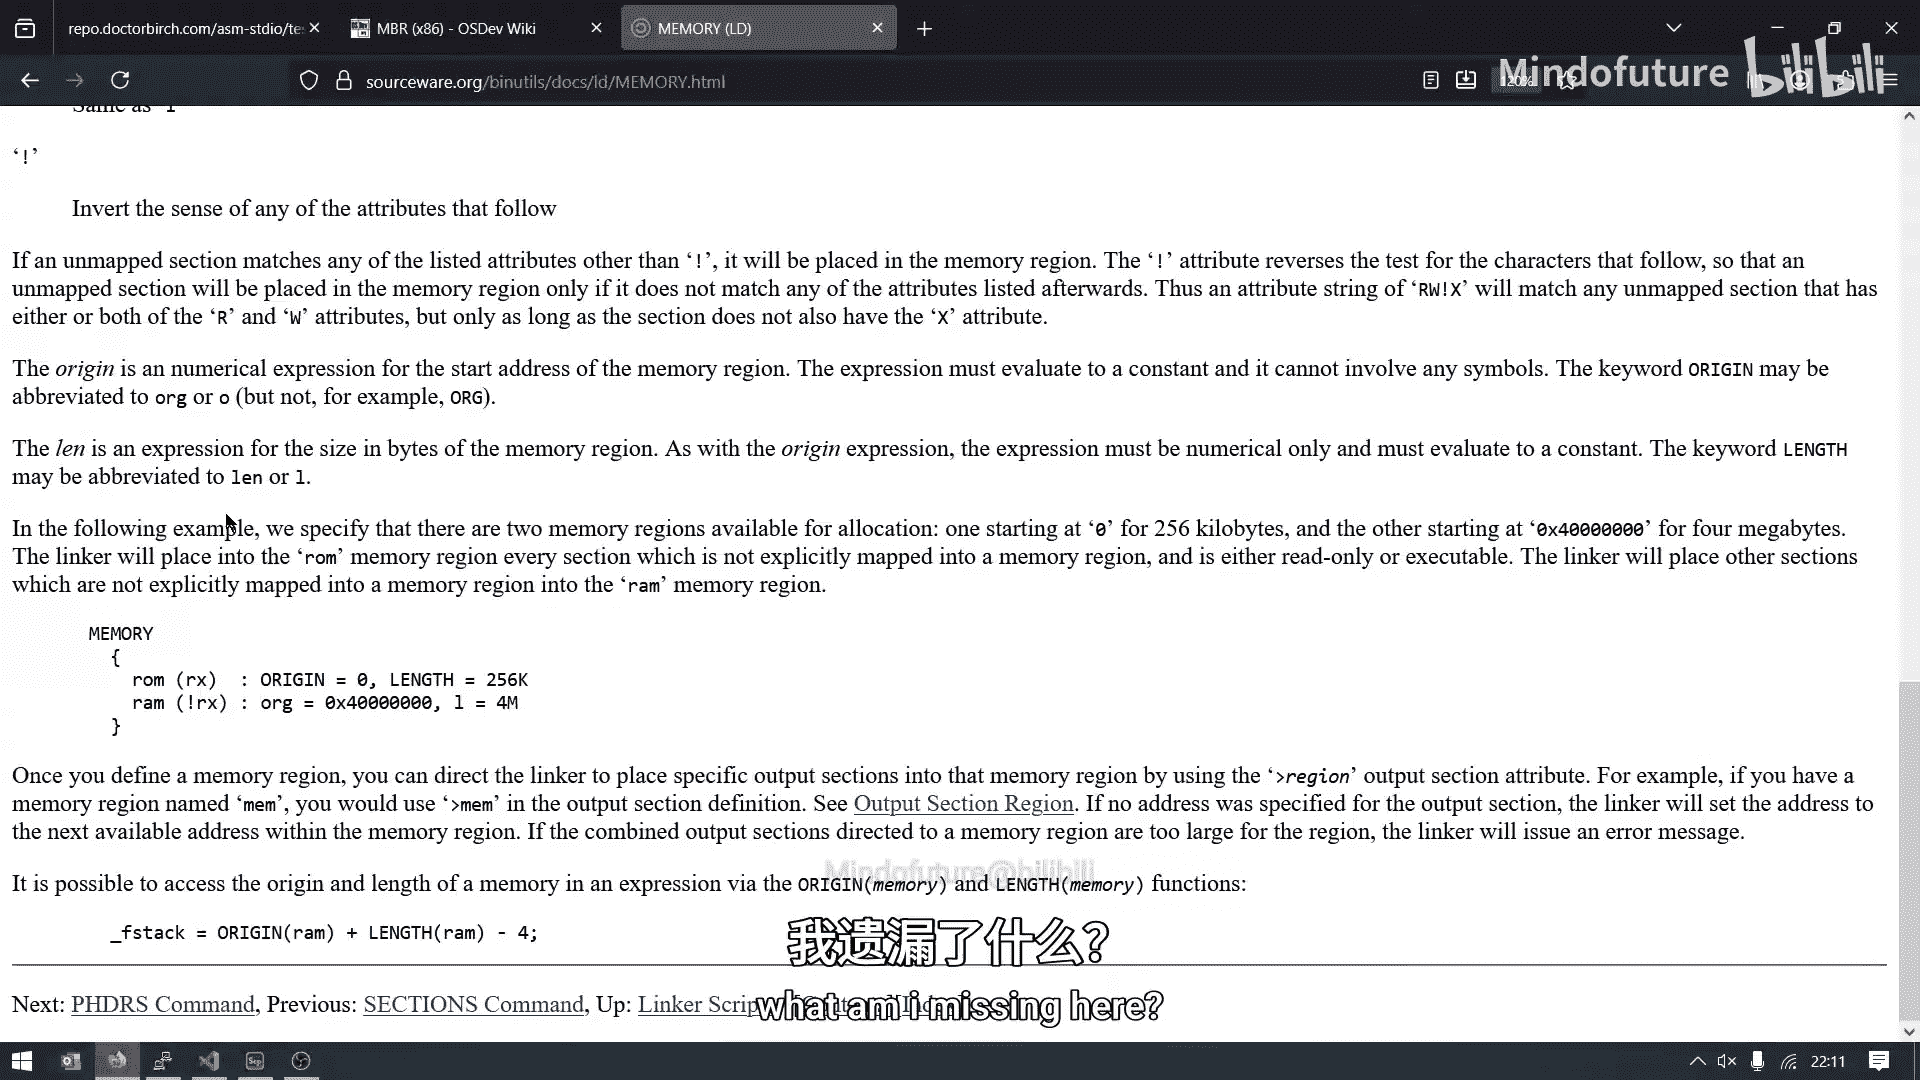 repo.doctorbirch.com/asm-stdio/te
MBR (x86) - OSDev Wiki
MEMORY (LD)
sourceware.org/binutils/docs/ld/MEMORY.html
Mindofuture bilibili
‘!’
Invert the sense of any of the attributes that follow
If an unmapped section matches any of the listed attributes other than ‘!’, it will be placed in the memory region. The ‘!’ attribute reverses the test for the characters that follow, so that an
unmapped section will be placed in the memory region only if it does not match any of the attributes listed afterwards. Thus an attribute string of ‘RW!X’ will match any unmapped section that has
either or both of the ‘R’ and ‘W’ attributes, but only as long as the section does not also have the ‘X’ attribute.
The origin is an numerical expression for the start address of the memory region. The expression must evaluate to a constant and it cannot involve any symbols. The keyword ORIGIN may be
abbreviated to org or o (but not, for example, ORG).
The len is an expression for the size in bytes of the memory region. As with the origin expression, the expression must be numerical only and must evaluate to a constant. The keyword LENGTH
may be abbreviated to len or l.
In the following example, we specify that there are two memory regions available for allocation: one starting at ‘0’ for 256 kilobytes, and the other starting at ‘0x40000000’ for four megabytes.
The linker will place into the ‘rom’ memory region every section which is not explicitly mapped into a memory region, and is either read-only or executable. The linker will place other sections
which are not explicitly mapped into a memory region into the ‘ram’ memory region.
MEMORY
{
rom (rx)  : ORIGIN = 0, LENGTH = 256K
ram (!rx) : org = 0x40000000, l = 4M
}
Once you define a memory region, you can direct the linker to place specific output sections into that memory region by using the ‘>region’ output section attribute. For example, if you have a
memory region named ‘mem’, you would use ‘>mem’ in the output section definition. See Output Section Region. If no address was specified for the output section, the linker will set the address to
the next available address within the memory region. If the combined output sections directed to a memory region are too large for the region, the linker will issue an error message.
Mindofuture@bilibili
It is possible to access the origin and length of a memory in an expression via the ORIGIN(memory) and LENGTH(memory) functions:
_fstack = ORIGIN(ram) + LENGTH(ram) - 4;
我遗漏了什么？
Next: PHDRS Command, Previous: SECTIONS Command, Up: Linker Scrip
what am i missing here?
22:11